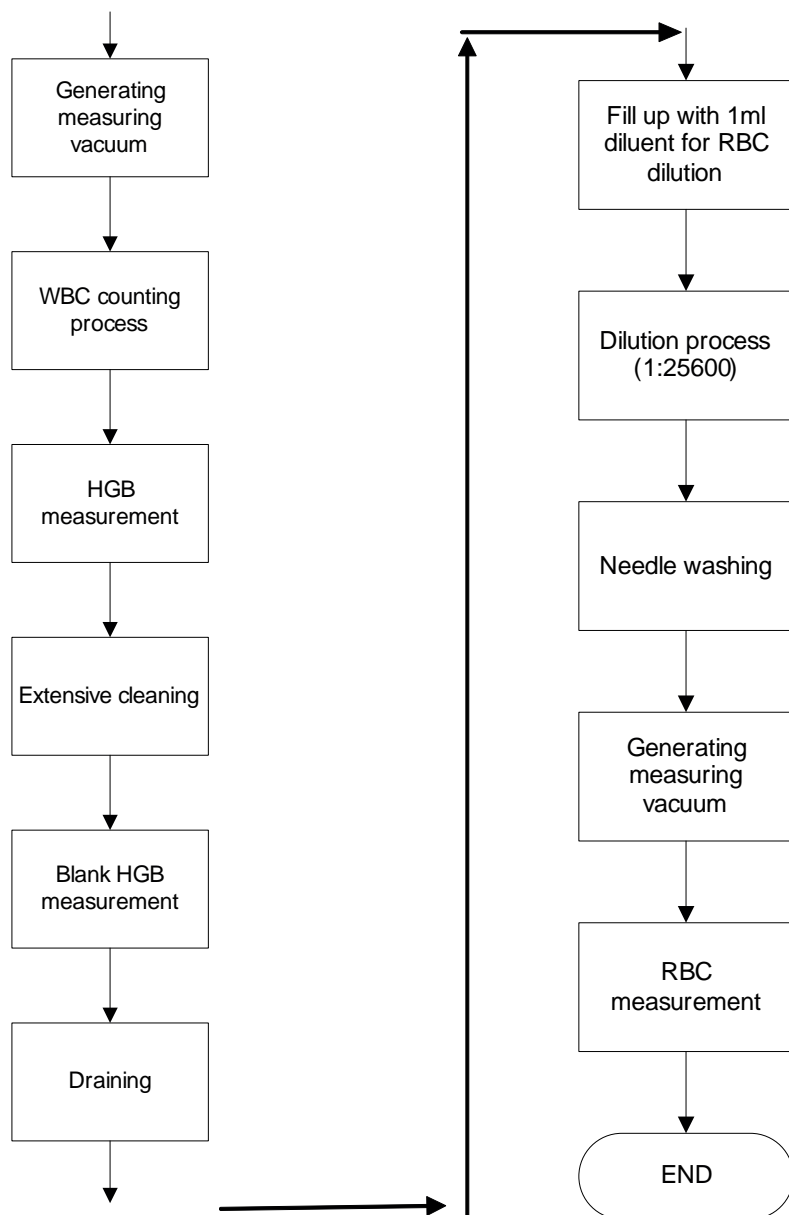 Generating
measuring
vacuum
WBC counting
process
HGB
measurement
Extensive cleaning
Blank HGB
measurement
Draining
Fill up with 1ml
diluent for RBC
dilution
Dilution process
(1:25600)
Needle washing
Generating
measuring
vacuum
RBC
measurement
END